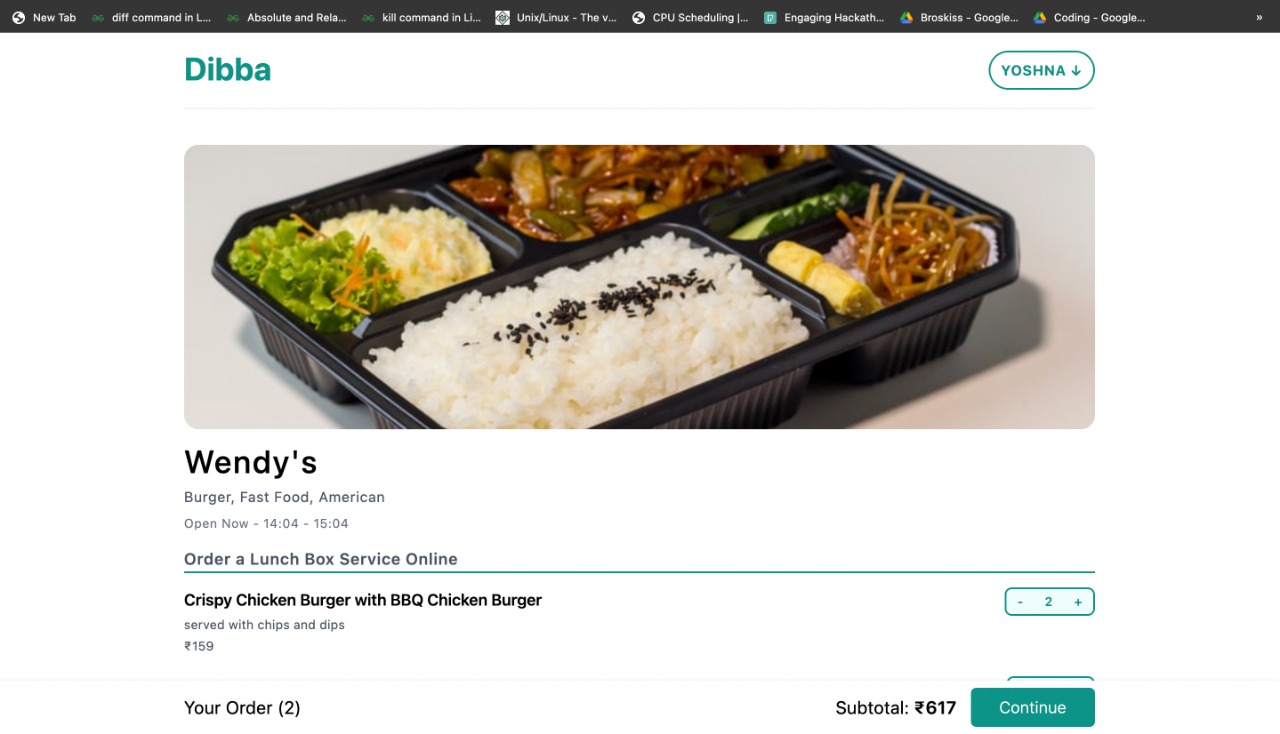 New Tab diff command in L... Absolute and Rela... kill command in Li... Unix/Linux - The v... CPU Scheduling |... Engaging Hackath... Broskiss - Google... Coding - Google... »
Dibba
YOSHNA ↓
Wendy's
Burger, Fast Food, American
Open Now - 14:04 - 15:04
Order a Lunch Box Service Online
Crispy Chicken Burger with BBQ Chicken Burger
- 2 +
served with chips and dips
₹159
Your Order (2)
Subtotal: ₹617 Continue